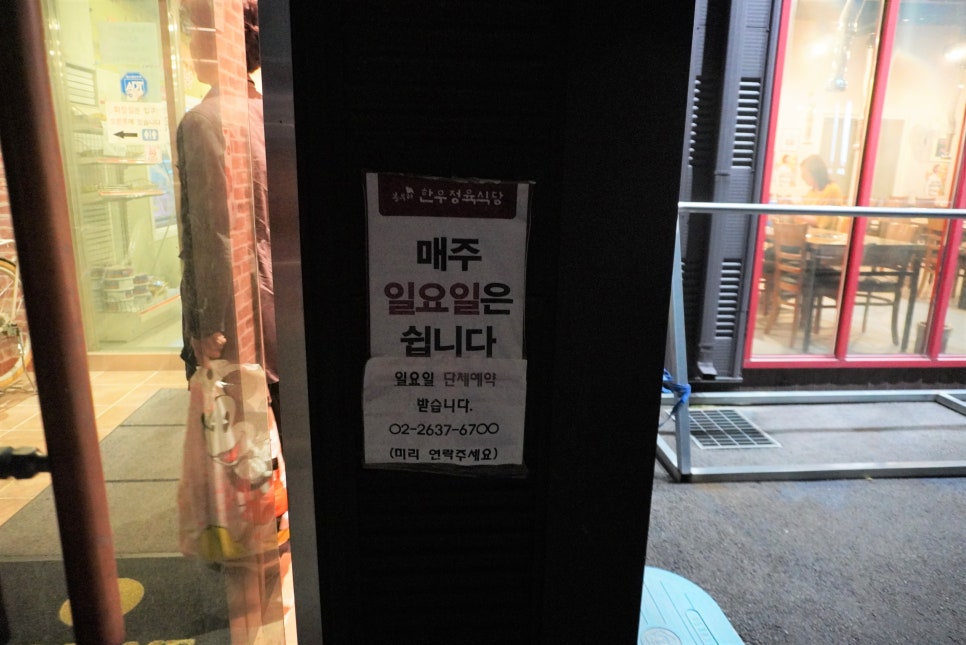 한우정육식당
매주
일요일은
쉽니다
일요일 단체예약
받습니다.
02-2637-6700
(미리 연락주세요)